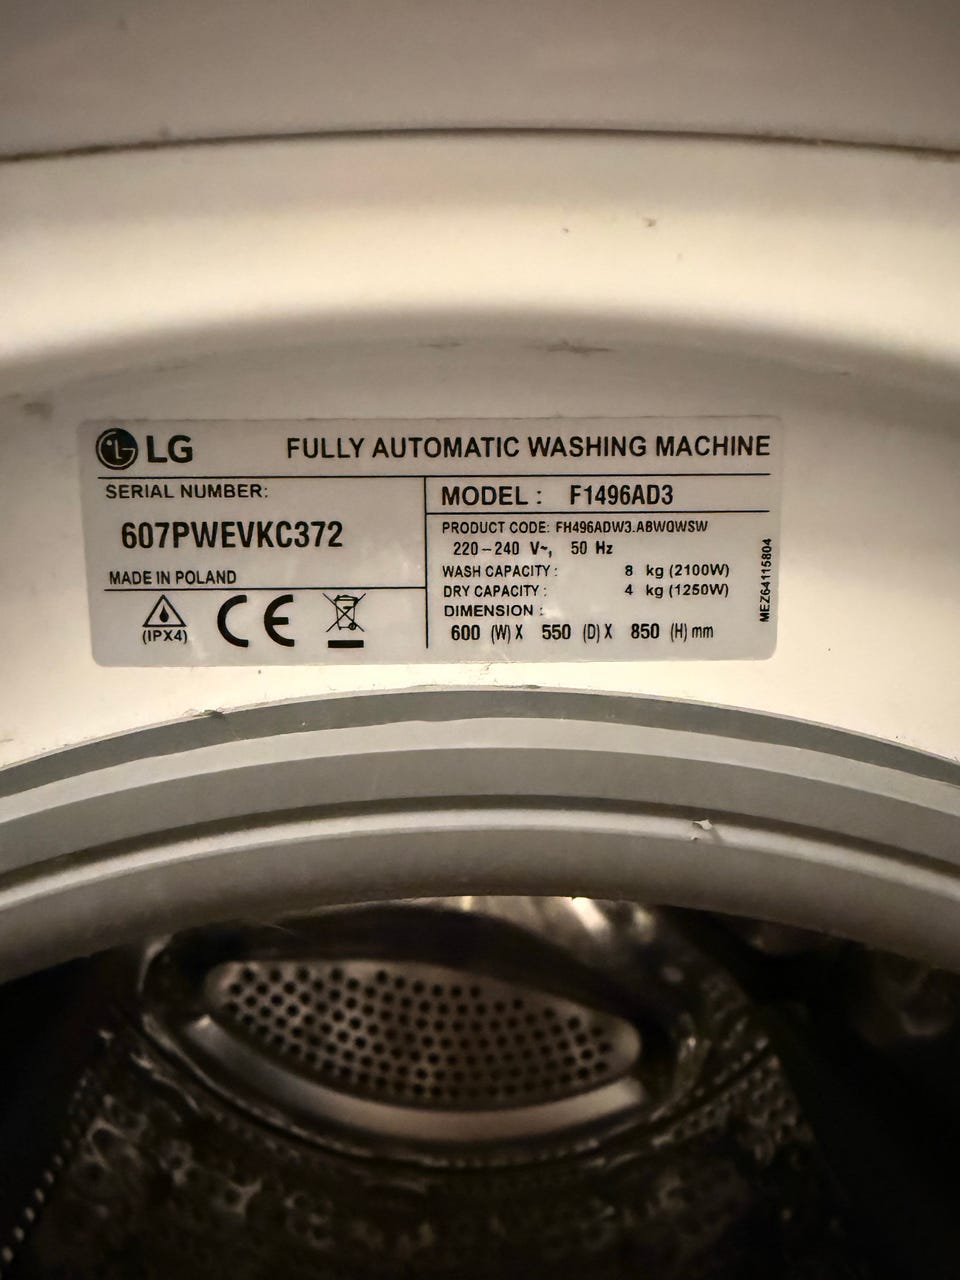 LG FULLY AUTOMATIC WASHING MACHINE
SERIAL NUMBER:
607PWEVKC372
MADE IN POLAND
(IPX4)
CE
MODEL : F1496AD3
PRODUCT CODE: FH496ADW3.ABWQWSW
220-240 V~, 50 Hz
WASH CAPACITY : 8 kg (2100W)
DRY CAPACITY : 4 kg (1250W)
DIMENSION :
600 (W) X 550 (D) X 850 (H) mm
MEZ64115804